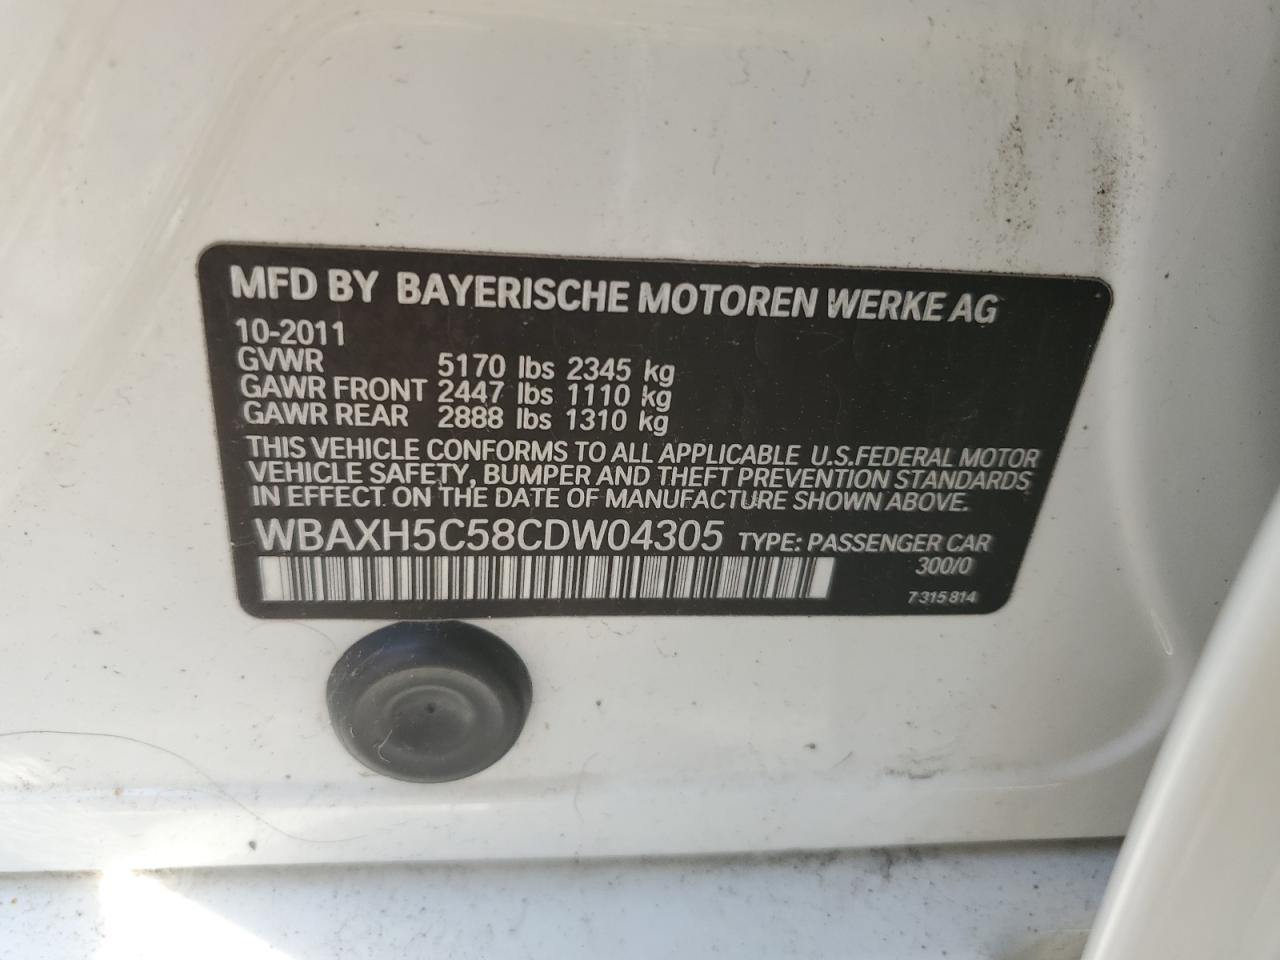 MFD BY BAYERISCHE MOTOREN WERKE AG
10-2011
GVWR 5170 lbs 2345 kg
GAWR FRONT 2447 lbs 1110 kg
GAWR REAR 2888 lbs 1310 kg
THIS VEHICLE CONFORMS TO ALL APPLICABLE U.S.FEDERAL MOTOR
VEHICLE SAFETY, BUMPER AND THEFT PREVENTION STANDARDS
IN EFFECT ON THE DATE OF MANUFACTURE SHOWN ABOVE.
WBAXH5C58CDW04305 TYPE: PASSENGER CAR
300/0
7 315 814